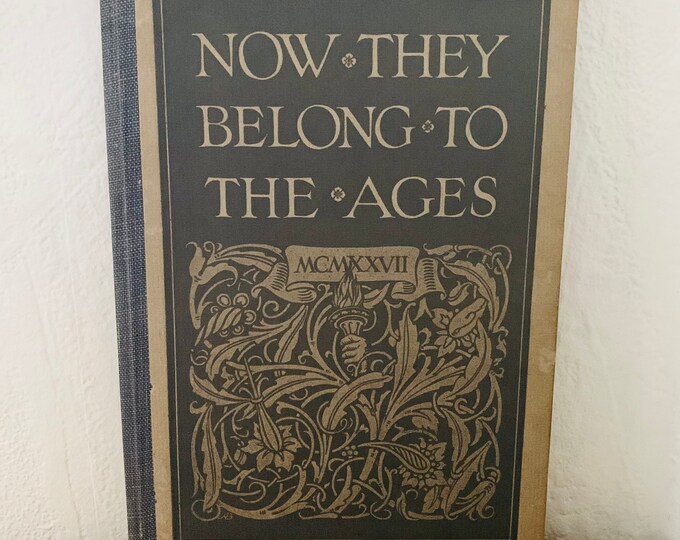 NOW THEY
BELONG TO
THE AGES
MCMXXVII